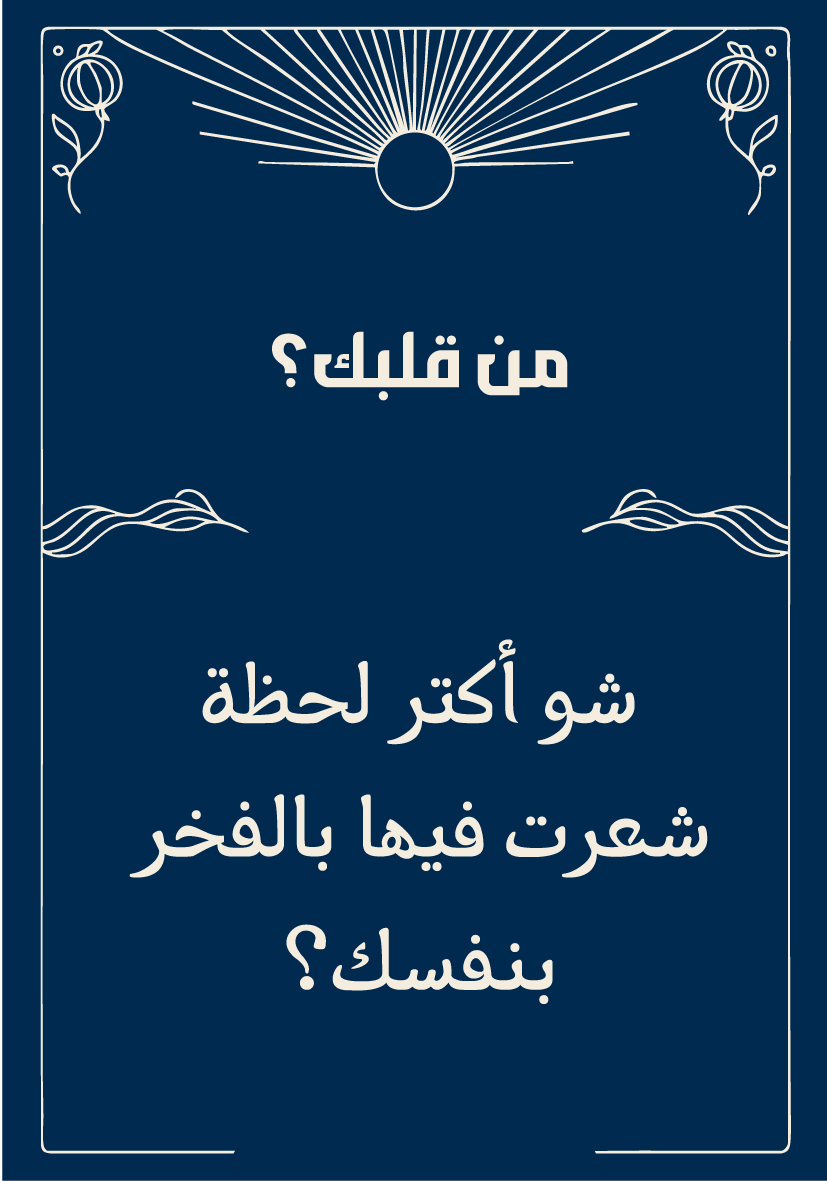 من قلبك؟
شو أكتر لحظة
شعرت فيها بالفخر
بنفسك؟